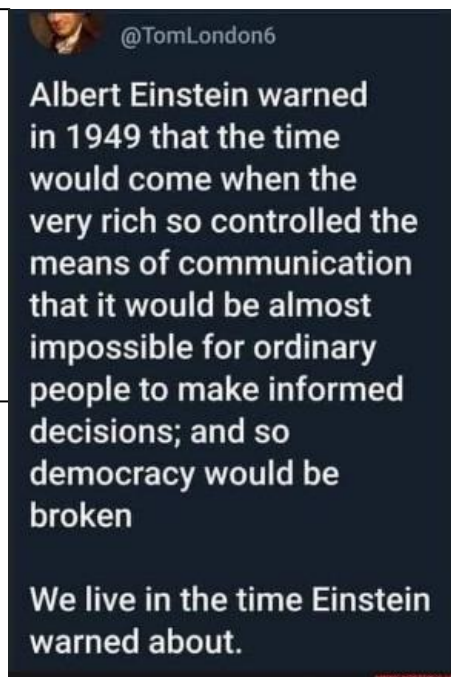 @TomLondon6
Albert Einstein warned
in 1949 that the time
would come when the
very rich so controlled the
means of communication
that it would be almost
impossible for ordinary
people to make informed
decisions; and so
democracy would be
broken
We live in the time Einstein
warned about.